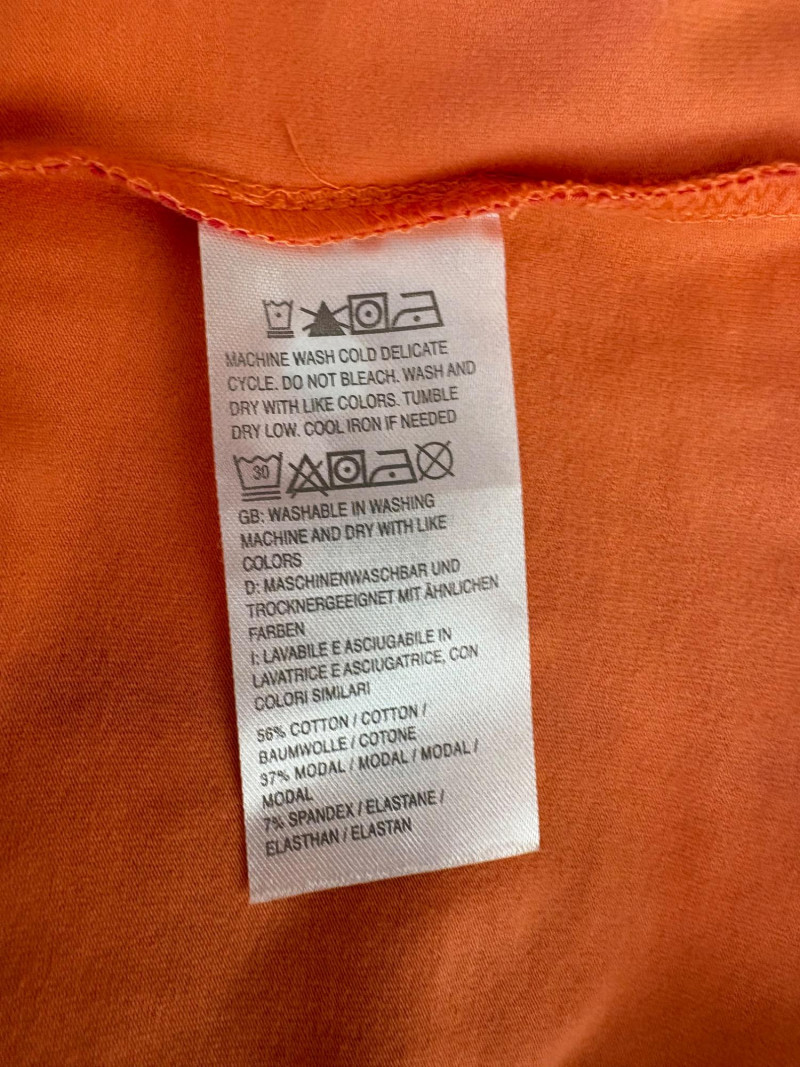 MACHINE WASH COLD DELICATE
CYCLE. DO NOT BLEACH. WASH AND
DRY WITH LIKE COLORS. TUMBLE
DRY LOW. COOL IRON IF NEEDED
30
GB: WASHABLE IN WASHING
MACHINE AND DRY WITH LIKE
COLORS
D: MASCHINENWASCHBAR UND
TROCKNERGEEIGNET MIT ÄHNLICHEN
FARBEN
I: LAVABILE E ASCIUGABILE IN
LAVATRICE E ASCIUGATRICE, CON
COLORI SIMILARI
56% COTTON / COTTON /
BAUMWOLLE / COTONE
37% MODAL / MODAL / MODAL /
MODAL
7% SPANDEX / ELASTANE /
ELASTHAN / ELASTAN